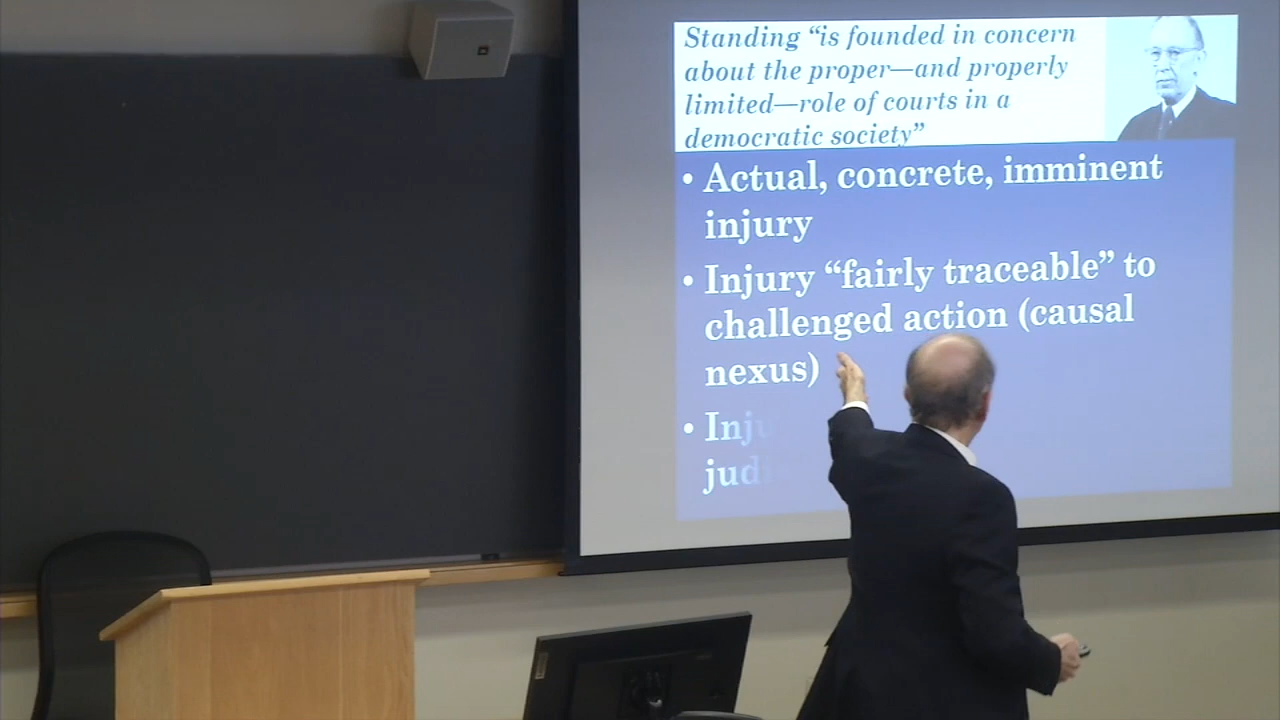 Standing “is founded in concern
about the proper—and properly
limited—role of courts in a
democratic society”
• Actual, concrete, imminent
injury
• Injury “fairly traceable” to
challenged action (causal
nexus)
• Inju
jud